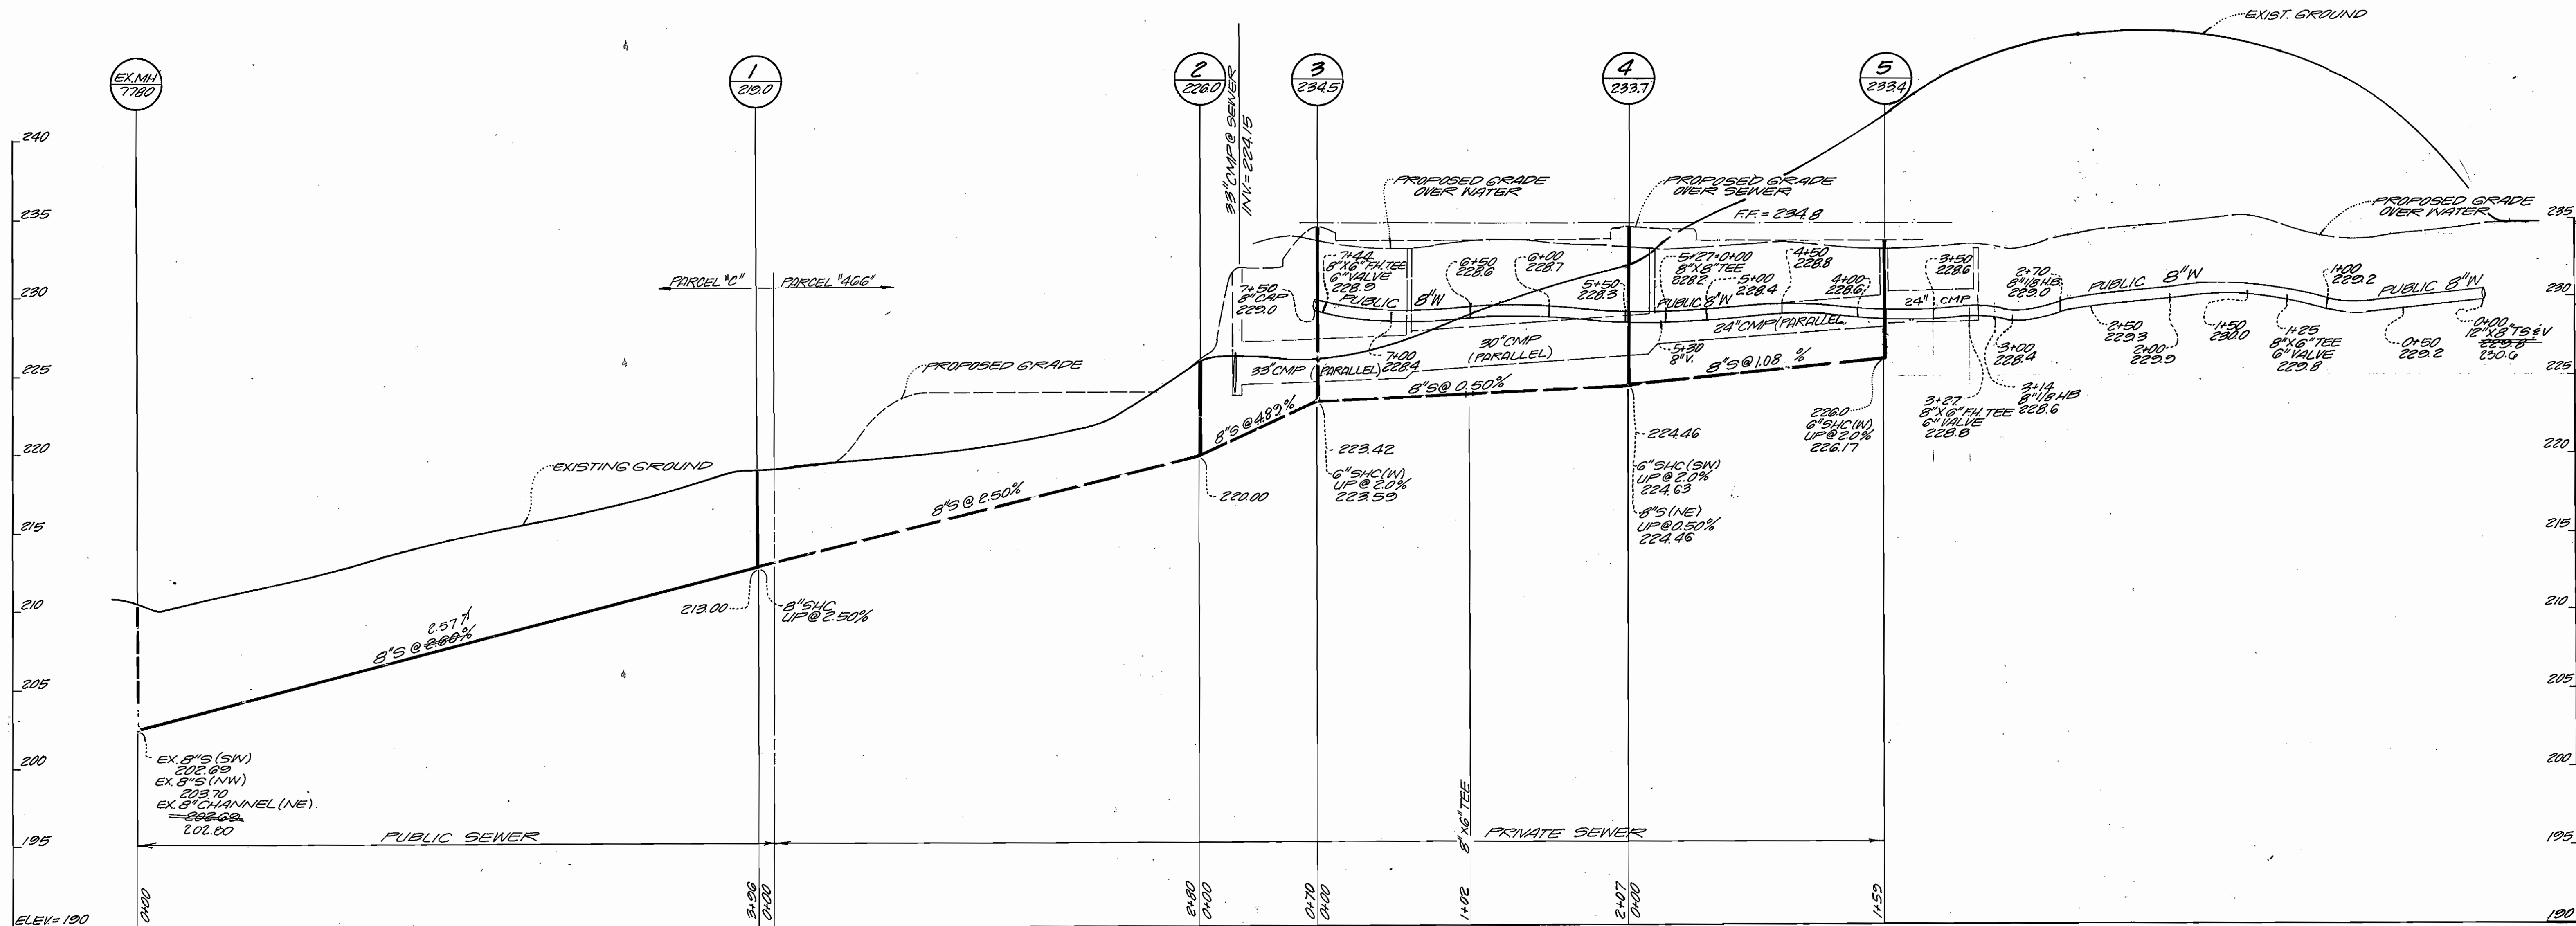 EXIST. GROUND
EX.MH
7780
1
219.0
2
226.0
3
234.5
4
233.7
5
233.4
33"CMP @ SEWER
INV.= 224.15
240
235
230
225
220
215
210
205
200
195
ELEV.= 190
PROPOSED GRADE
OVER WATER
PROPOSED GRADE
OVER SEWER
F.F. = 234.8
PROPOSED GRADE
OVER WATER
235
230
225
220
215
210
205
200
195
190
PARCEL "C"
PARCEL "466"
7+50
8"CAP
229.0
7+44
8"X6"FH.TEE
6"VALVE
228.9
PUBLIC 8"W
6+50
228.6
6+00
228.7
5+50
228.3
5+27=0+00
8"X8"TEE
228.2
5+00
228.4
PUBLIC 8"W
4+50
228.8
4+00
228.6
3+50
228.6
24" CMP
2+70
8"1/8HB
229.0
PUBLIC 8"W
1+00
229.2
PUBLIC 8"W
24"CMP(PARALLEL
30"CMP
(PARALLEL)
33"CMP (PARALLEL)
7+00
228.4
5+30
8"V.
3+00
228.4
2+50
229.3
2+00
229.9
1+50
230.0
1+25
8"X6"TEE
6"VALVE
229.8
0+50
229.2
0+00
12"X8"TS&V
229.8
230.6
3+14
8"1/8HB
228.6
3+27
8"X6"FH.TEE
6"VALVE
228.8
PROPOSED GRADE
EXISTING GROUND
8"S @ 4.89%
8"S @ 0.50%
8"S @ 1.08 %
8"S @ 2.50%
2.57%
8"S @ 2.60%
226.0
6"SHC(W)
UP@2.0%
226.17
220.00
223.42
6"SHC(W)
UP@2.0%
223.59
224.46
6"SHC(SW)
UP@2.0%
224.63
8"S(NE)
UP@0.50%
224.46
213.00
8"SHC
UP@2.50%
EX.8"S(SW)
202.69
EX.8"S(NW)
203.70
EX.8"CHANNEL(NE)
202.69
202.80
PUBLIC SEWER
PRIVATE SEWER
8"X6"TEE
0+00
3+96
0+00
2+80
0+00
0+70
0+00
1+02
2+07
0+00
1+59